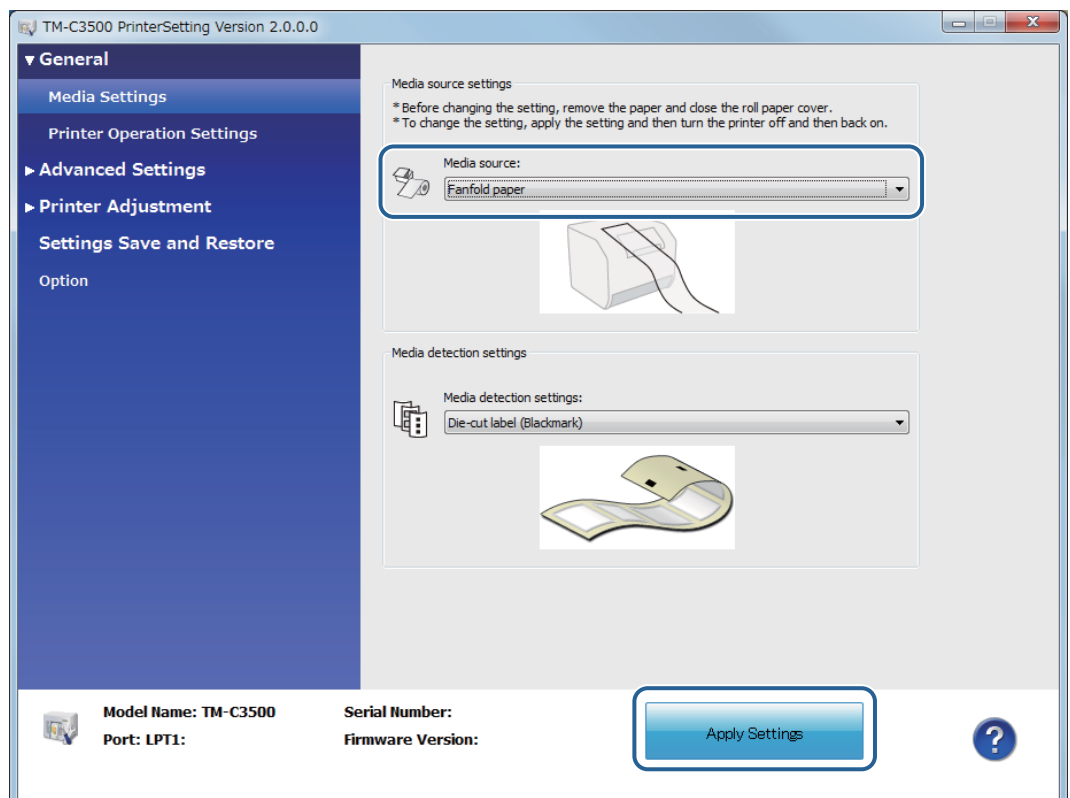 TM-C3500 PrinterSetting Version 2.0.0.0
General
Media Settings
Printer Operation Settings
Advanced Settings
Printer Adjustment
Settings Save and Restore
Option
Media source settings
*Before changing the setting, remove the paper and close the roll paper cover.
*To change the setting, apply the setting and then turn the printer off and then back on.
Media source:
Fanfold paper
Media detection settings
Media detection settings:
Die-cut label (Blackmark)
Model Name: TM-C3500
Port: LPT1:
Serial Number:
Firmware Version:
Apply Settings
?